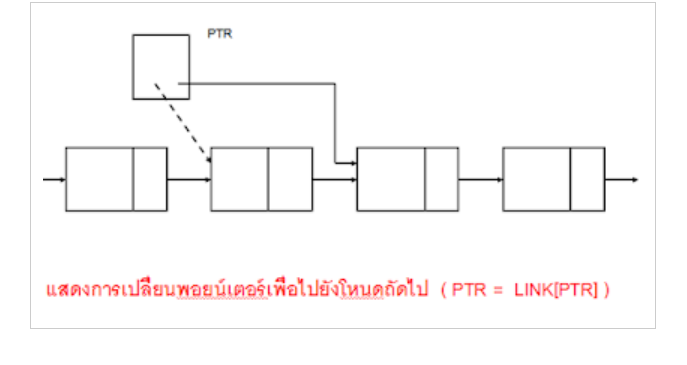 PTR
แสดงการเปลี่ยนพอยน์เตอร์เพื่อไปยังโหนดถัดไป ( PTR = LINK[PTR] )